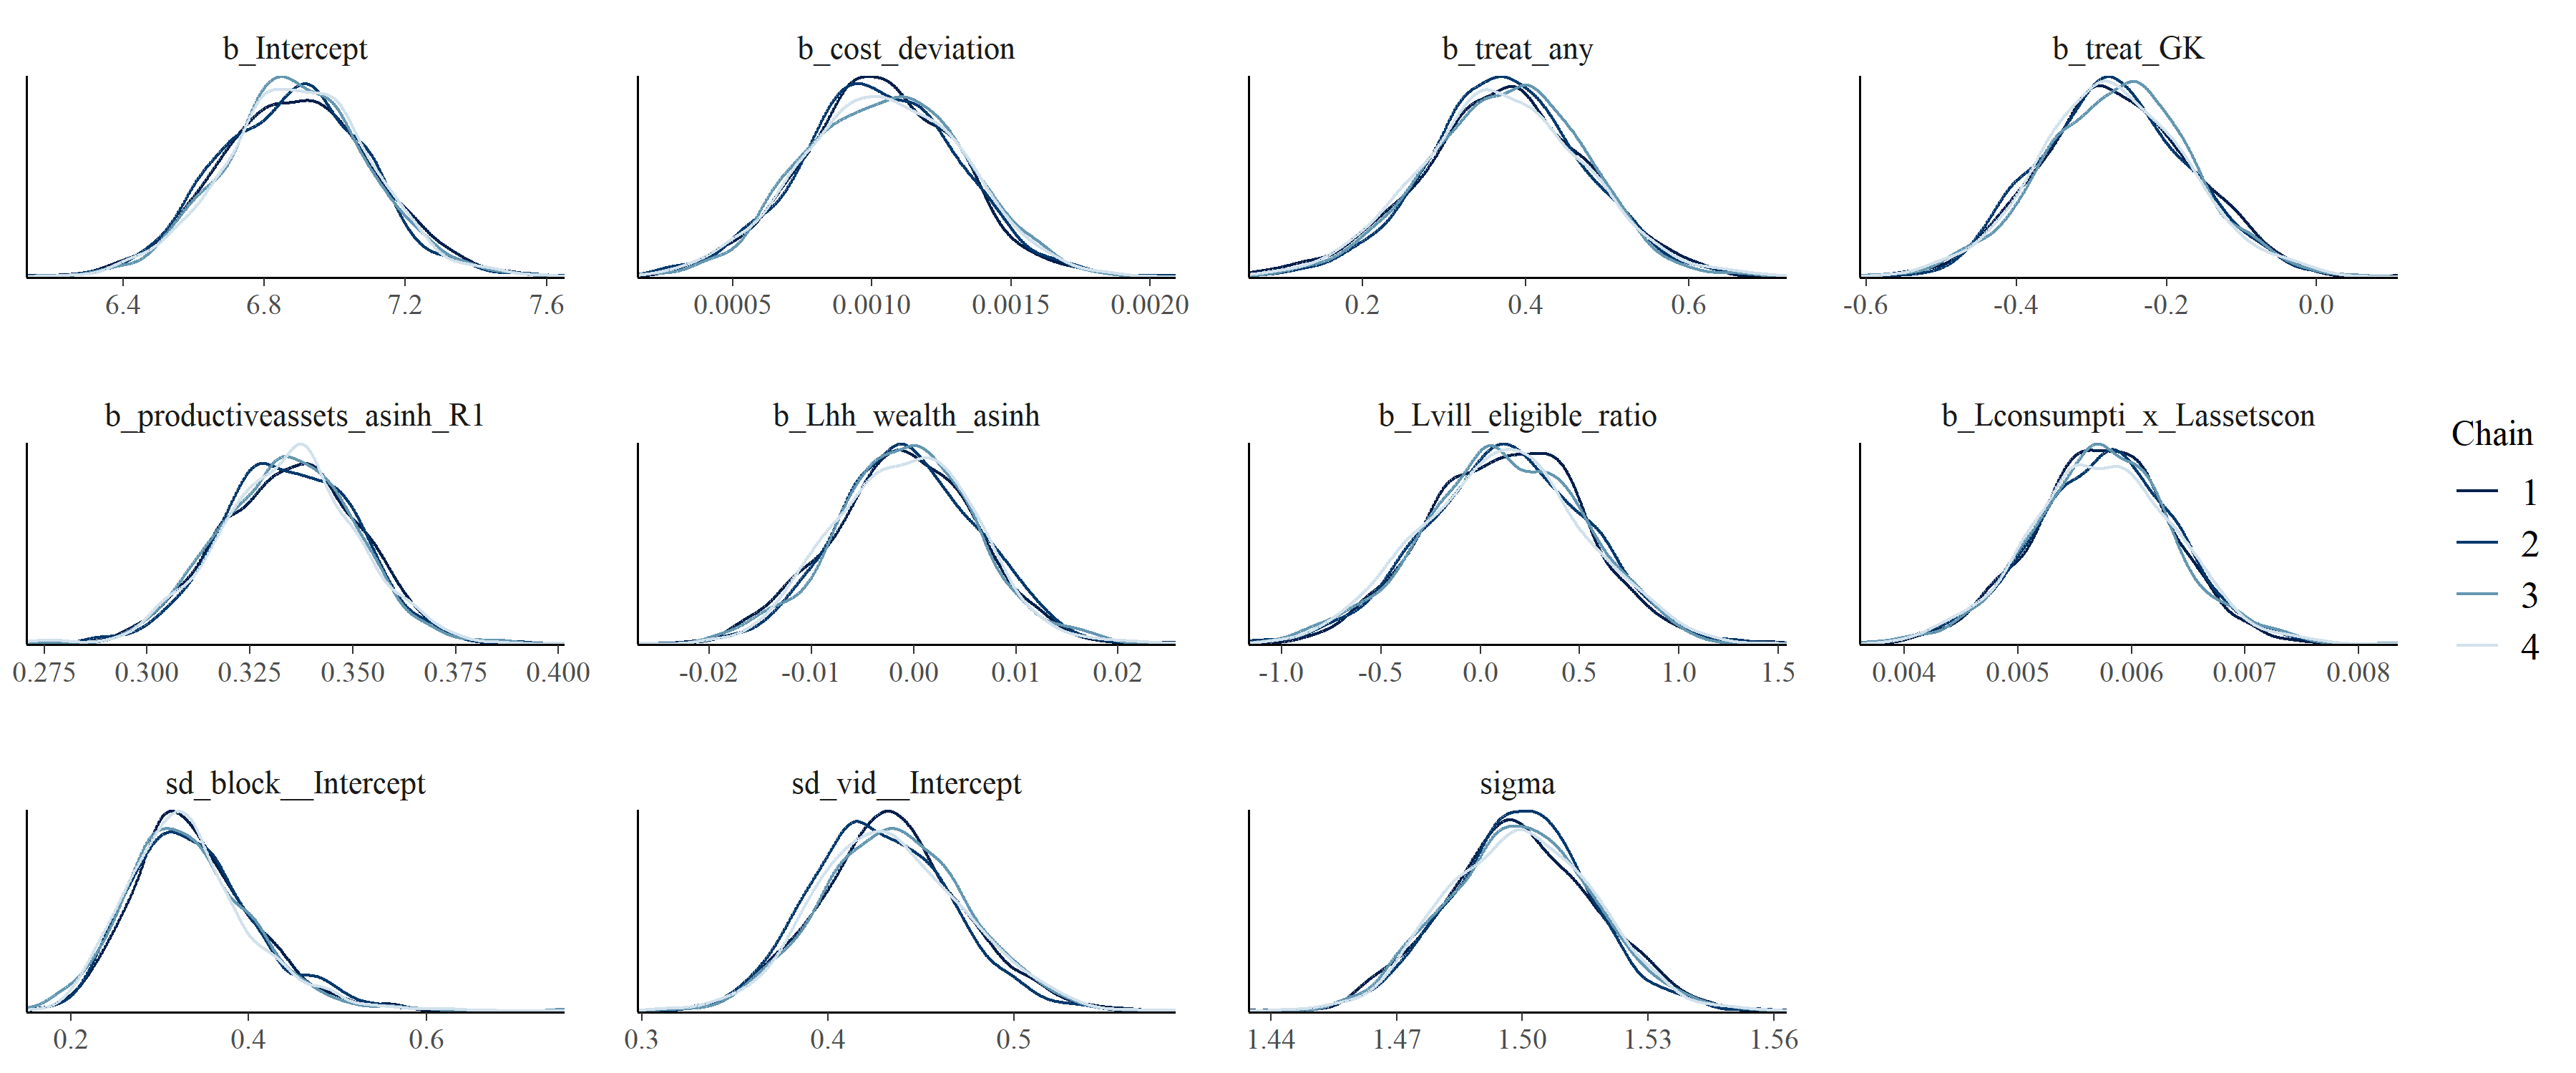 b_Intercept
b_cost_deviation
b_treat_any
b_treat_GK
6.4 6.8 7.2 7.6
0.0005 0.0010 0.0015 0.0020
0.2 0.4 0.6
-0.6 -0.4 -0.2 0.0
b_productiveassets_asinh_R1
b_Lhh_wealth_asinh
b_Lvill_eligible_ratio
b_Lconsumpti_x_Lassetscon
0.275 0.300 0.325 0.350 0.375 0.400
-0.02 -0.01 0.00 0.01 0.02
-1.0 -0.5 0.0 0.5 1.0 1.5
0.004 0.005 0.006 0.007 0.008
Chain
1
2
3
4
sd_block__Intercept
sd_vid__Intercept
sigma
0.2 0.4 0.6
0.3 0.4 0.5
1.44 1.47 1.50 1.53 1.56